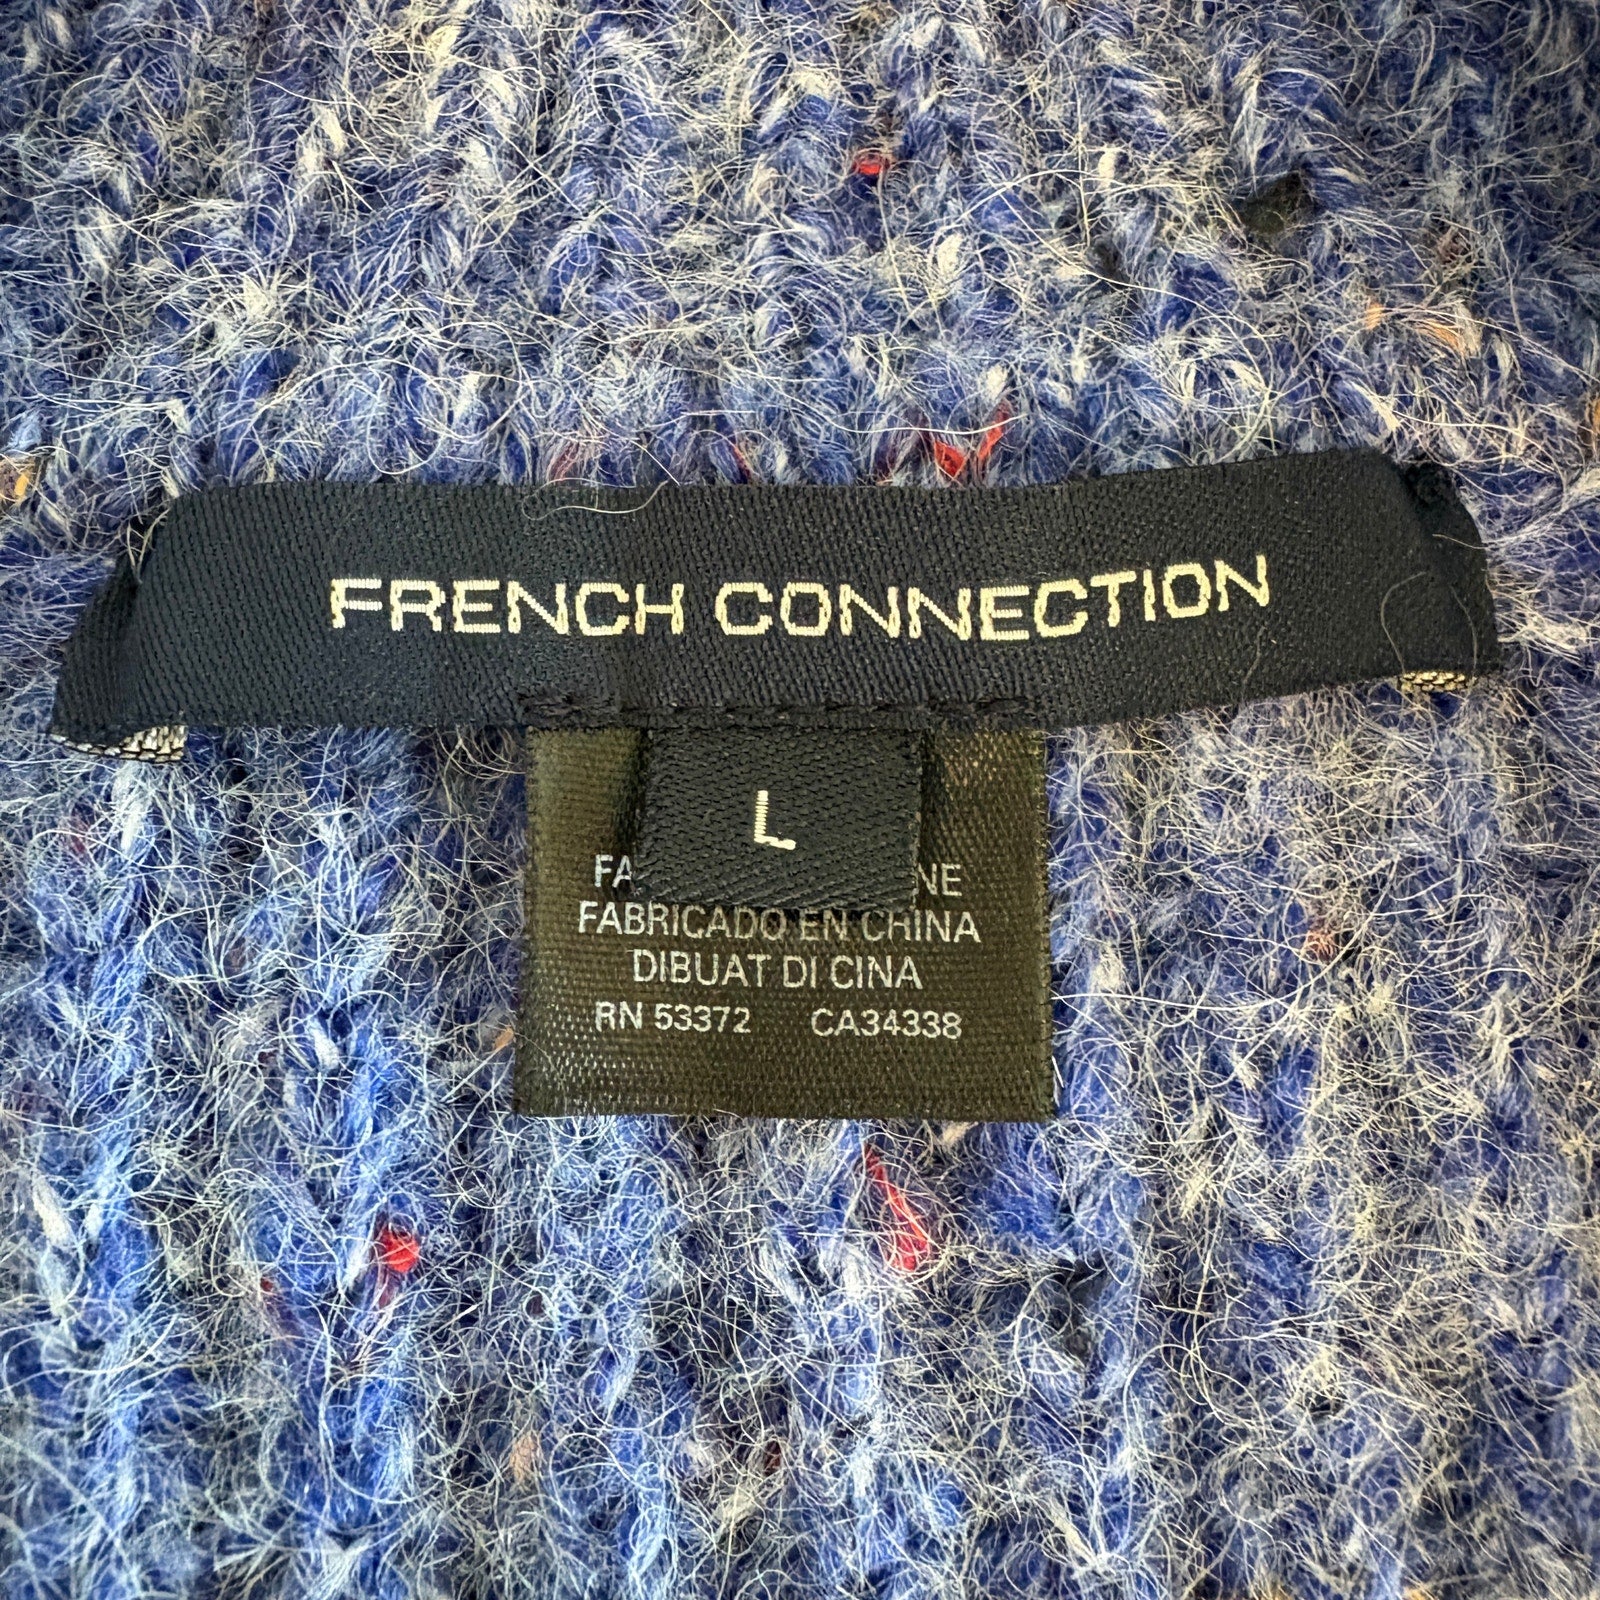 FRENCH CONNECTION
L
FABRICADO EN CHINA
DIBUAT DI CINA
RN 53372 CA34338